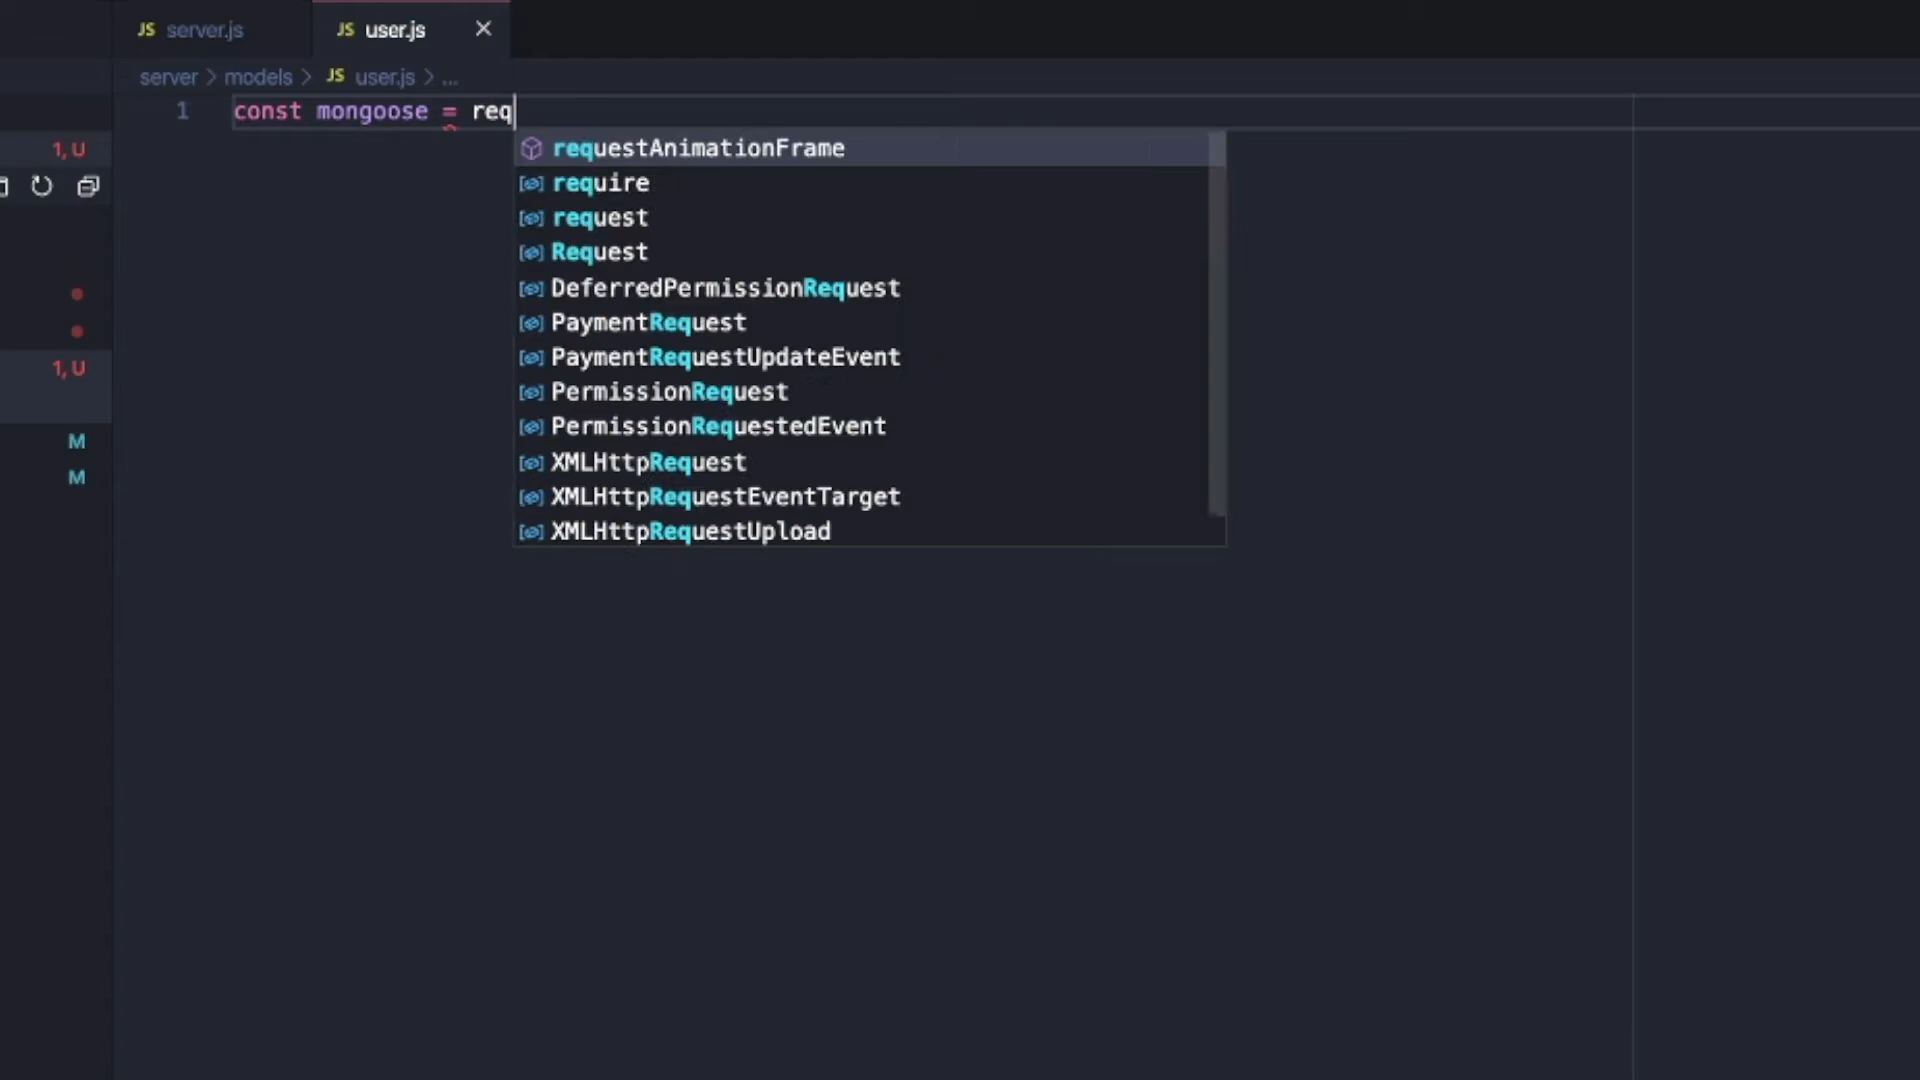 JS server.js JS user.js
server > models > JS user.js > ...
1 const mongoose = req
requestAnimationFrame
1, U
require
request
Request
DeferredPermissionRequest
PaymentRequest
PaymentRequestUpdateEvent
1, U
PermissionRequest
PermissionRequestedEvent
M
XMLHttpRequest
M
XMLHttpRequestEventTarget
XMLHttpRequestUpload